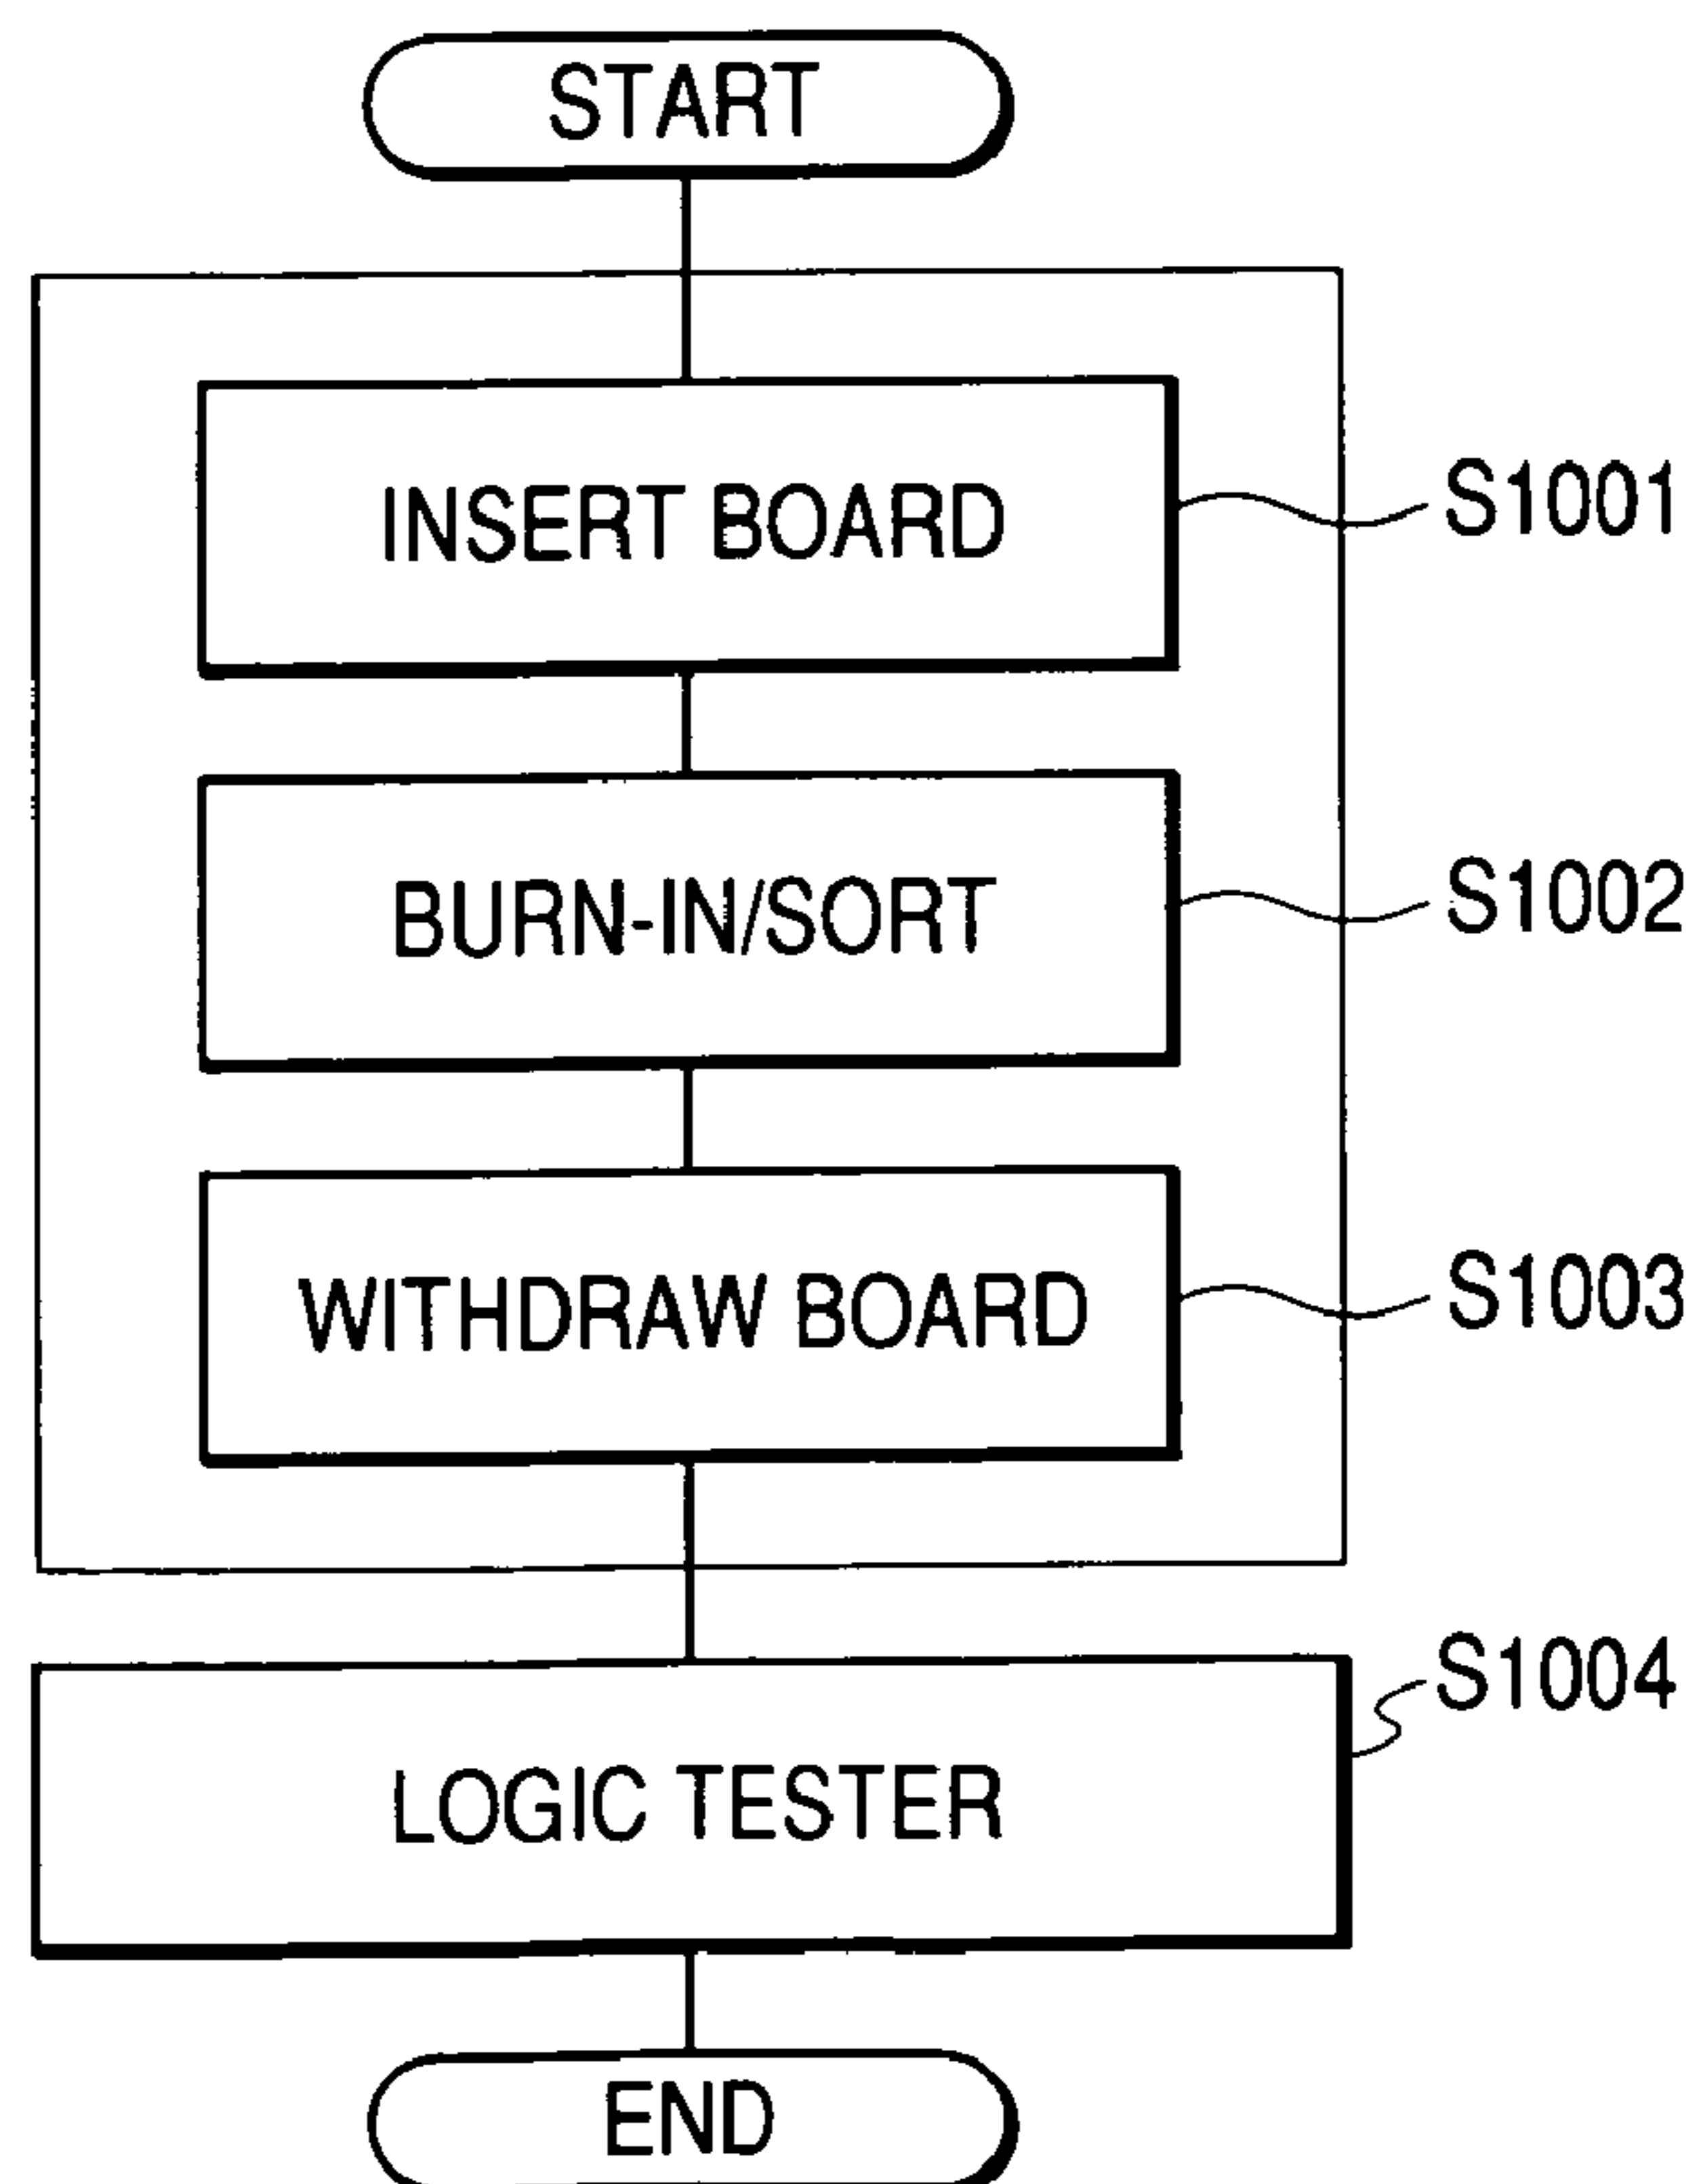 START
INSERT BOARD
S1001
BURN-IN/SORT
S1002
WITHDRAW BOARD
S1003
S1004
LOGIC TESTER
END